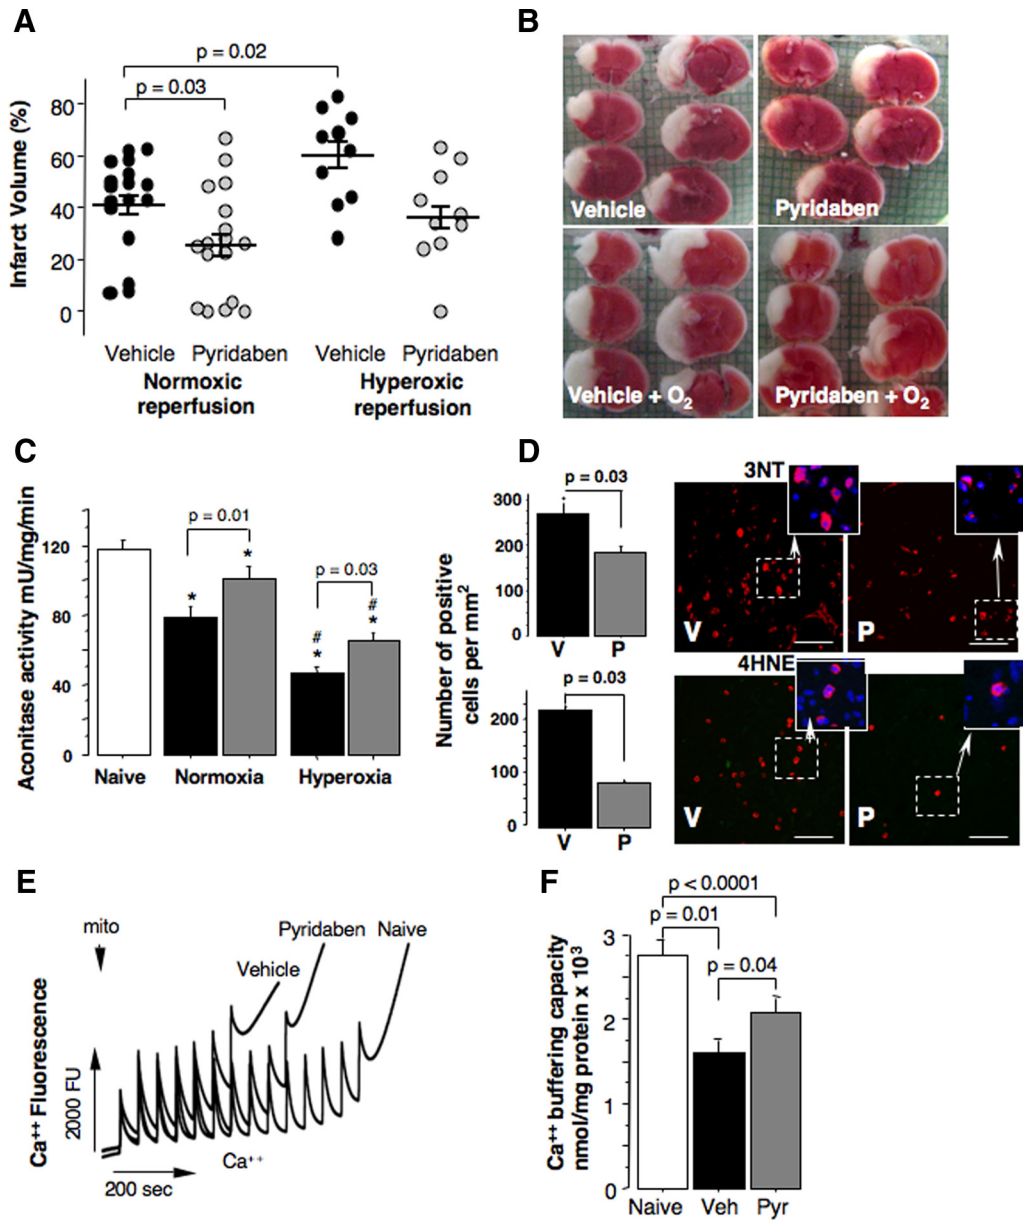 A
p = 0.02
p = 0.03
Infarct Volume (%)
80
60
40
20
0
Vehicle Pyridaben Vehicle Pyridaben
Normoxic reperfusion
Hyperoxic reperfusion
B
Vehicle
Pyridaben
Vehicle + O₂
Pyridaben + O₂
C
Aconitase activity mU/mg/min
120
80
40
0
p = 0.01
p = 0.03
*
*
#
*
#
*
Naive Normoxia Hyperoxia
D
Number of positive cells per mm²
p = 0.03
300
200
100
0
V P
p = 0.03
200
100
0
V P
3NT
V
P
4HNE
V
P
E
mito
Ca⁺⁺ Fluorescence
2000 FU
Vehicle
Pyridaben
Naive
Ca⁺⁺
200 sec
F
Ca⁺⁺ buffering capacity
nmol/mg protein x 10³
p < 0.0001
p = 0.01
p = 0.04
3
2
1
0
Naive Veh Pyr